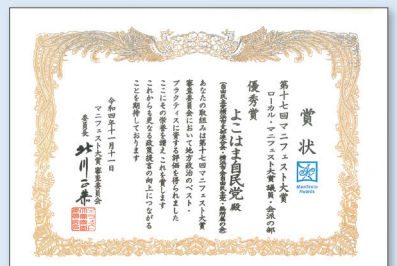 賞状
Manifesto
Awards
第十七回マニフェスト大賞
ローカル・マニフェスト大賞 議員・会派の部
優秀賞
よこはま自民党 殿
あなたの取組みは第十七回マニフェスト大賞
審査委員会において地方政治のベスト・
プラクティスに資する評価を得られました
ここにその栄誉を讃えこれを賞します
これからも更なる政策提言の向上につながる
ことを期待しております
令和四年十一月十一日
マニフェスト大賞 審査委員会
委員長 北川正恭